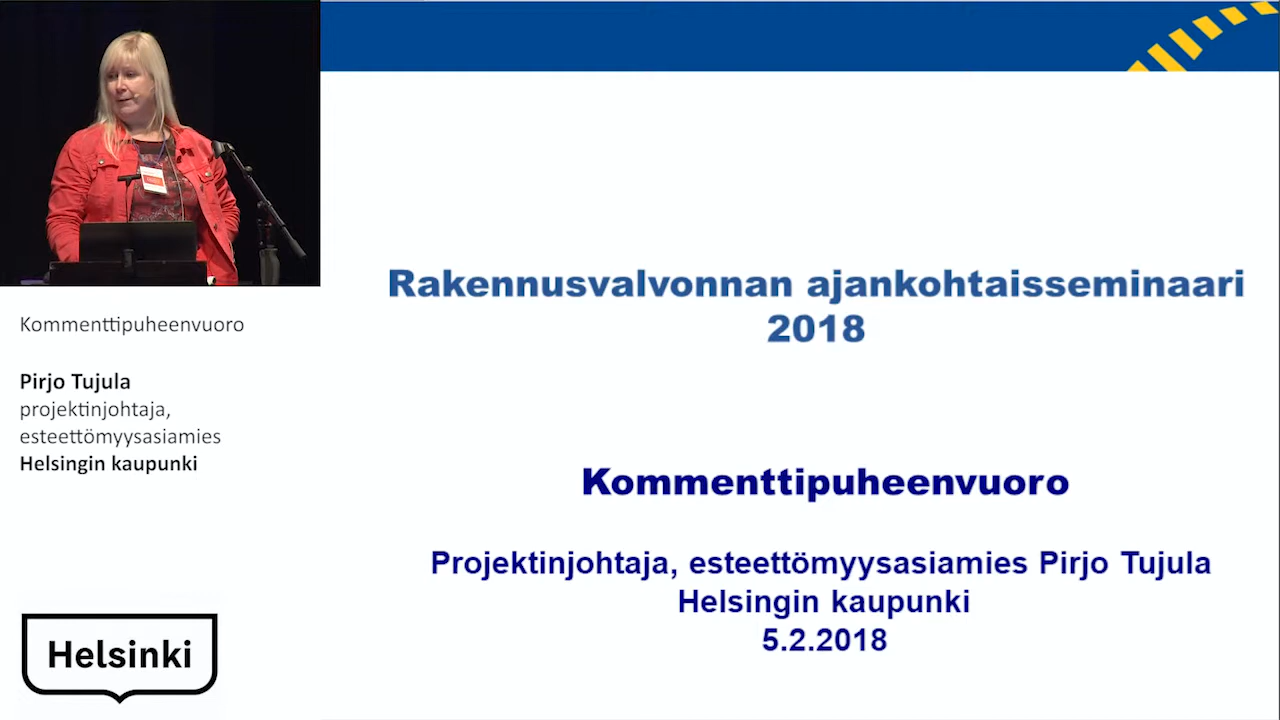 Kommenttipuheenvuoro
Pirjo Tujula
projektinjohtaja,
esteettömyysasiamies
Helsingin kaupunki
Helsinki
Rakennusvalvonnan ajankohtaisseminaari
2018
Kommenttipuheenvuoro
Projektinjohtaja, esteettömyysasiamies Pirjo Tujula
Helsingin kaupunki
5.2.2018